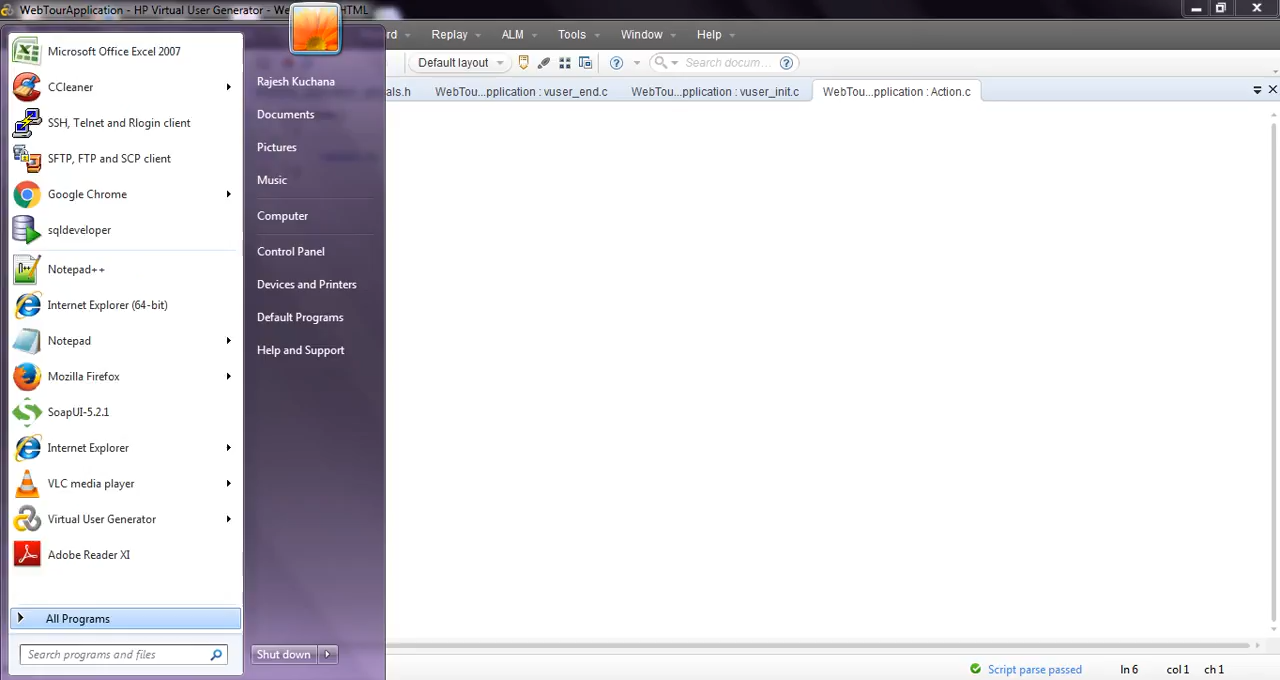 WebTourApplication - HP Virtual User Generator - We HTML
rd Replay ALM Tools Window Help
Default layout Search docum...
als.h WebTou...pplication : vuser_end.c WebTou...pplication : vuser_init.c WebTou...pplication : Action.c
Microsoft Office Excel 2007
CCleaner
SSH, Telnet and Rlogin client
SFTP, FTP and SCP client
Google Chrome
sqldeveloper
Notepad++
Internet Explorer (64-bit)
Notepad
Mozilla Firefox
SoapUI-5.2.1
Internet Explorer
VLC media player
Virtual User Generator
Adobe Reader XI
All Programs
Search programs and files
Rajesh Kuchana
Documents
Pictures
Music
Computer
Control Panel
Devices and Printers
Default Programs
Help and Support
Shut down
Script parse passed ln 6 col 1 ch 1